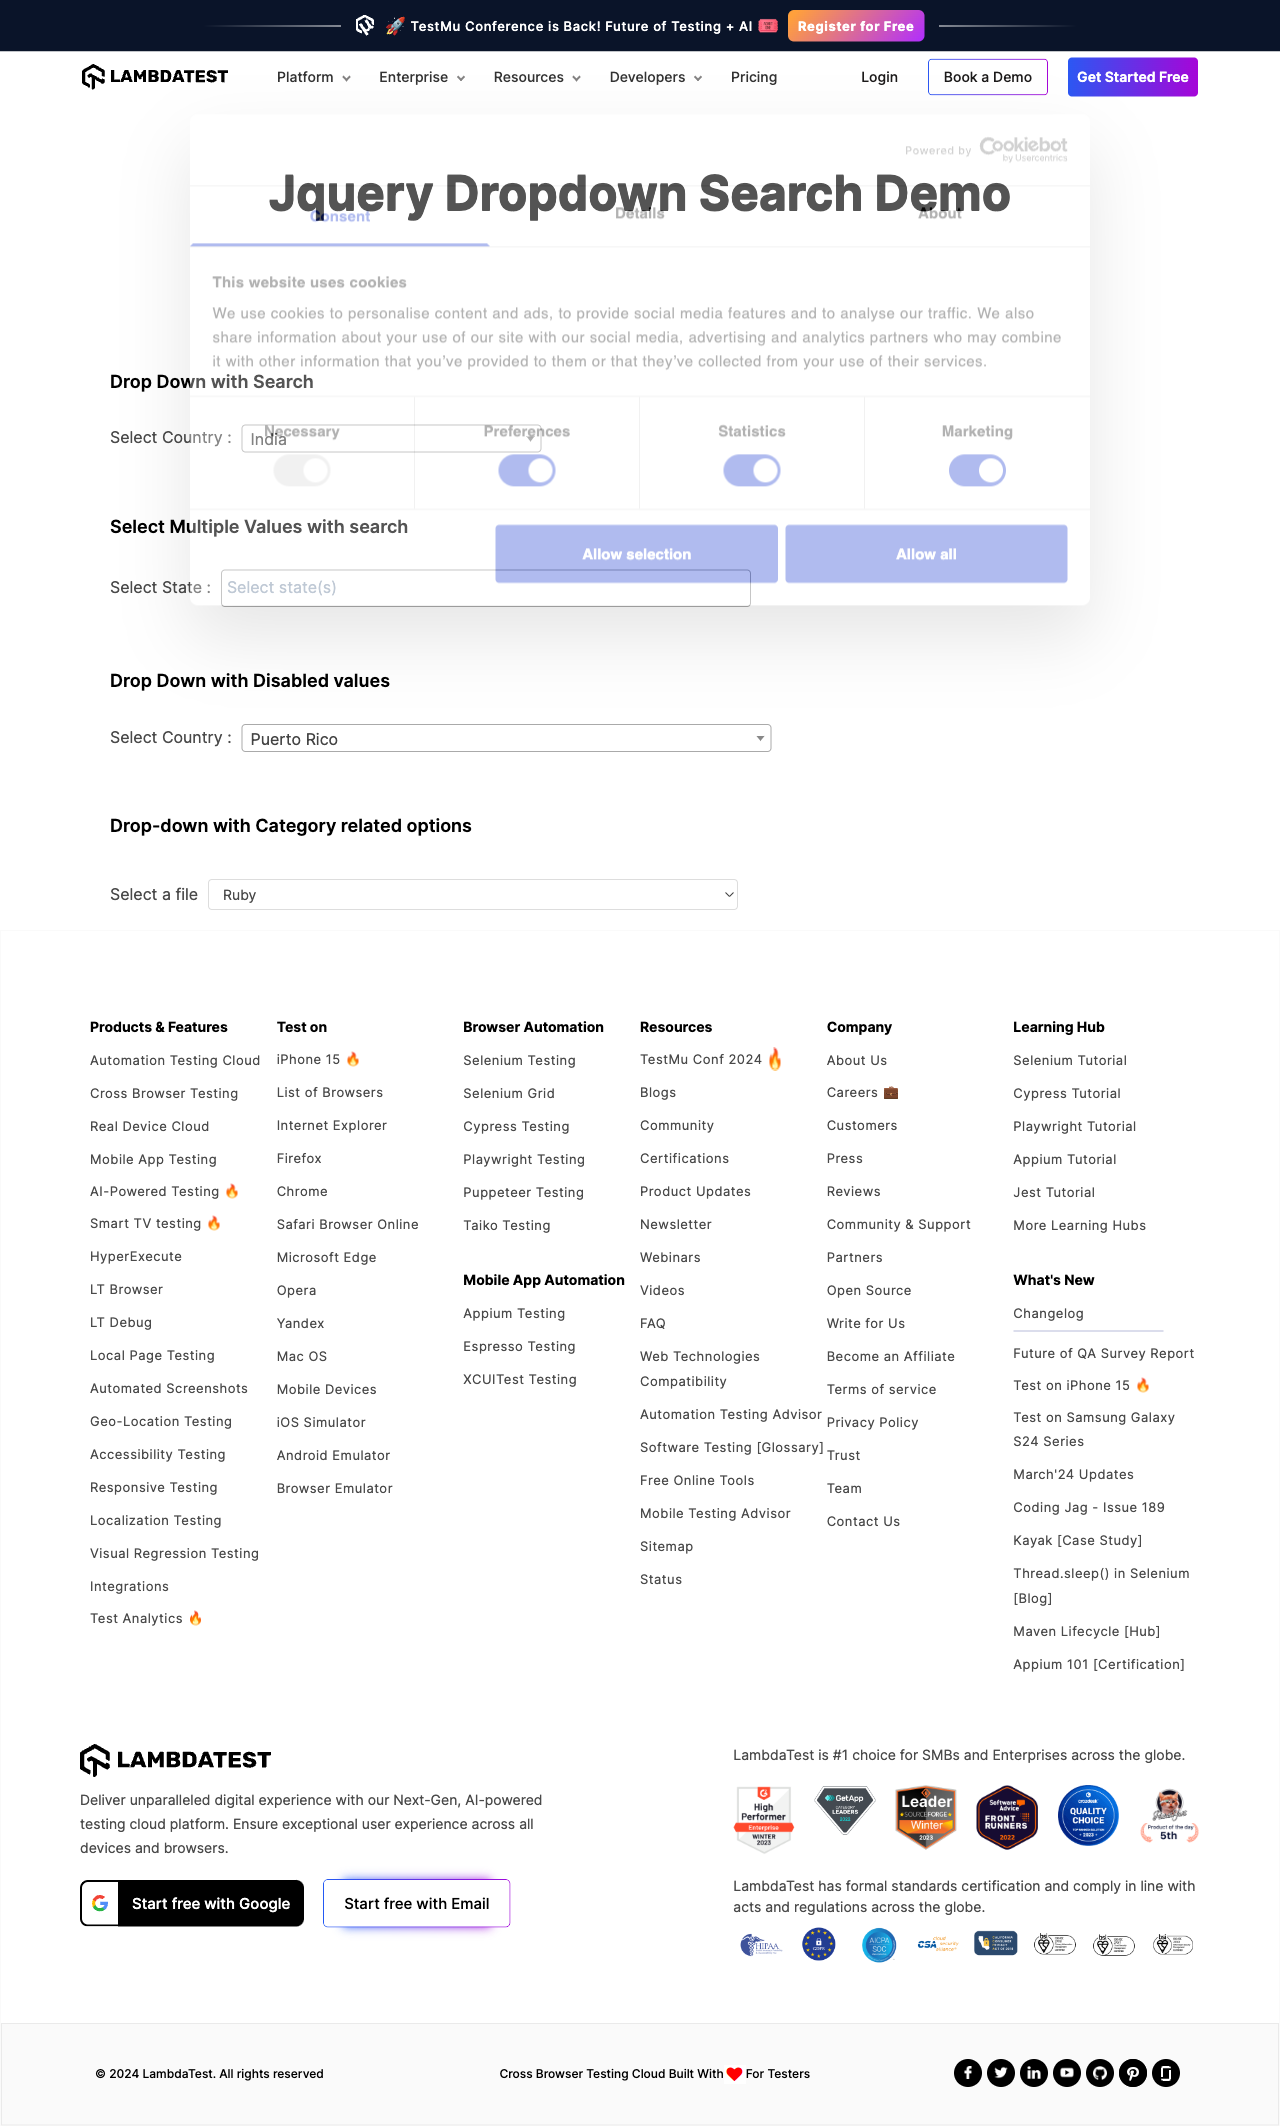 🚀 TestMu Conference is Back! Future of Testing + AI 🎟️ Register for Free
LAMBDATEST Platform Enterprise Resources Developers Pricing Login Book a Demo Get Started Free
Powered by Cookiebot
by Usercentrics
Jquery Dropdown Search Demo
Consent Details About
This website uses cookies
We use cookies to personalise content and ads, to provide social media features and to analyse our traffic. We also
share information about your use of our site with our social media, advertising and analytics partners who may combine
it with other information that you’ve provided to them or that they’ve collected from your use of their services.
Drop Down with Search
Necessary Preferences Statistics Marketing
Select Country : India
Select Multiple Values with search
Allow selection Allow all
Select State : Select state(s)
Drop Down with Disabled values
Select Country : Puerto Rico
Drop-down with Category related options
Select a file Ruby
Products & Features
Automation Testing Cloud
Cross Browser Testing
Real Device Cloud
Mobile App Testing
AI-Powered Testing 🔥
Smart TV testing 🔥
HyperExecute
LT Browser
LT Debug
Local Page Testing
Automated Screenshots
Geo-Location Testing
Accessibility Testing
Responsive Testing
Localization Testing
Visual Regression Testing
Integrations
Test Analytics 🔥
Test on
iPhone 15 🔥
List of Browsers
Internet Explorer
Firefox
Chrome
Safari Browser Online
Microsoft Edge
Opera
Yandex
Mac OS
Mobile Devices
iOS Simulator
Android Emulator
Browser Emulator
Browser Automation
Selenium Testing
Selenium Grid
Cypress Testing
Playwright Testing
Puppeteer Testing
Taiko Testing
Mobile App Automation
Appium Testing
Espresso Testing
XCUITest Testing
Resources
TestMu Conf 2024 🔥
Blogs
Community
Certifications
Product Updates
Newsletter
Webinars
Videos
FAQ
Web Technologies
Compatibility
Automation Testing Advisor
Software Testing [Glossary]
Free Online Tools
Mobile Testing Advisor
Sitemap
Status
Company
About Us
Careers 💼
Customers
Press
Reviews
Community & Support
Partners
Open Source
Write for Us
Become an Affiliate
Terms of service
Privacy Policy
Trust
Team
Contact Us
Learning Hub
Selenium Tutorial
Cypress Tutorial
Playwright Tutorial
Appium Tutorial
Jest Tutorial
More Learning Hubs
What's New
Changelog
Future of QA Survey Report
Test on iPhone 15 🔥
Test on Samsung Galaxy
S24 Series
March'24 Updates
Coding Jag - Issue 189
Kayak [Case Study]
Thread.sleep() in Selenium
[Blog]
Maven Lifecycle [Hub]
Appium 101 [Certification]
LAMBDATEST
Deliver unparalleled digital experience with our Next-Gen, AI-powered
testing cloud platform. Ensure exceptional user experience across all
devices and browsers.
Start free with Google Start free with Email
LambdaTest is #1 choice for SMBs and Enterprises across the globe.
High
Performer
Enterprise
WINTER
2023
GetApp
LEADERS
Leader
SOURCEFORGE
Winter
2023
Software
Advice
FRONT
RUNNERS
2022
crozdesk
QUALITY
CHOICE
2023
Product of the day
5th
LambdaTest has formal standards certification and comply in line with
acts and regulations across the globe.
HIPAA
GDPR
AICPA
SOC
CSA
© 2024 LambdaTest. All rights reserved Cross Browser Testing Cloud Built With ❤ For Testers